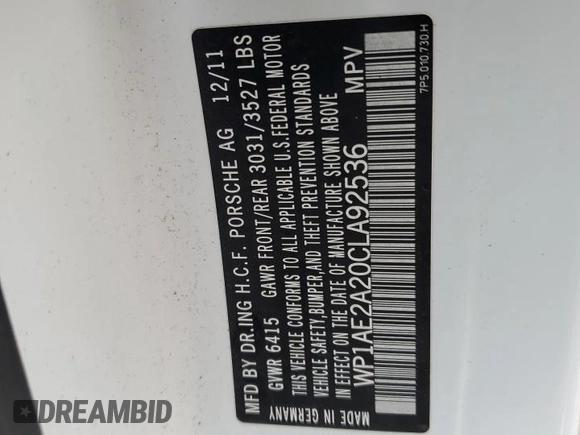 MFD BY DR.ING H.C.F. PORSCHE AG 12/11
GVWR 6415 GAWR FRONT/REAR 3031/3527 LBS
THIS VEHICLE CONFORMS TO ALL APPLICABLE U.S.FEDERAL MOTOR
VEHICLE SAFETY,BUMPER,AND THEFT PREVENTION STANDARDS
IN EFFECT ON THE DATE OF MANUFACTURE SHOWN ABOVE
WP1AE2A20CLA92536 MPV
MADE IN GERMANY
7P5.010.730.H
DREAMBID